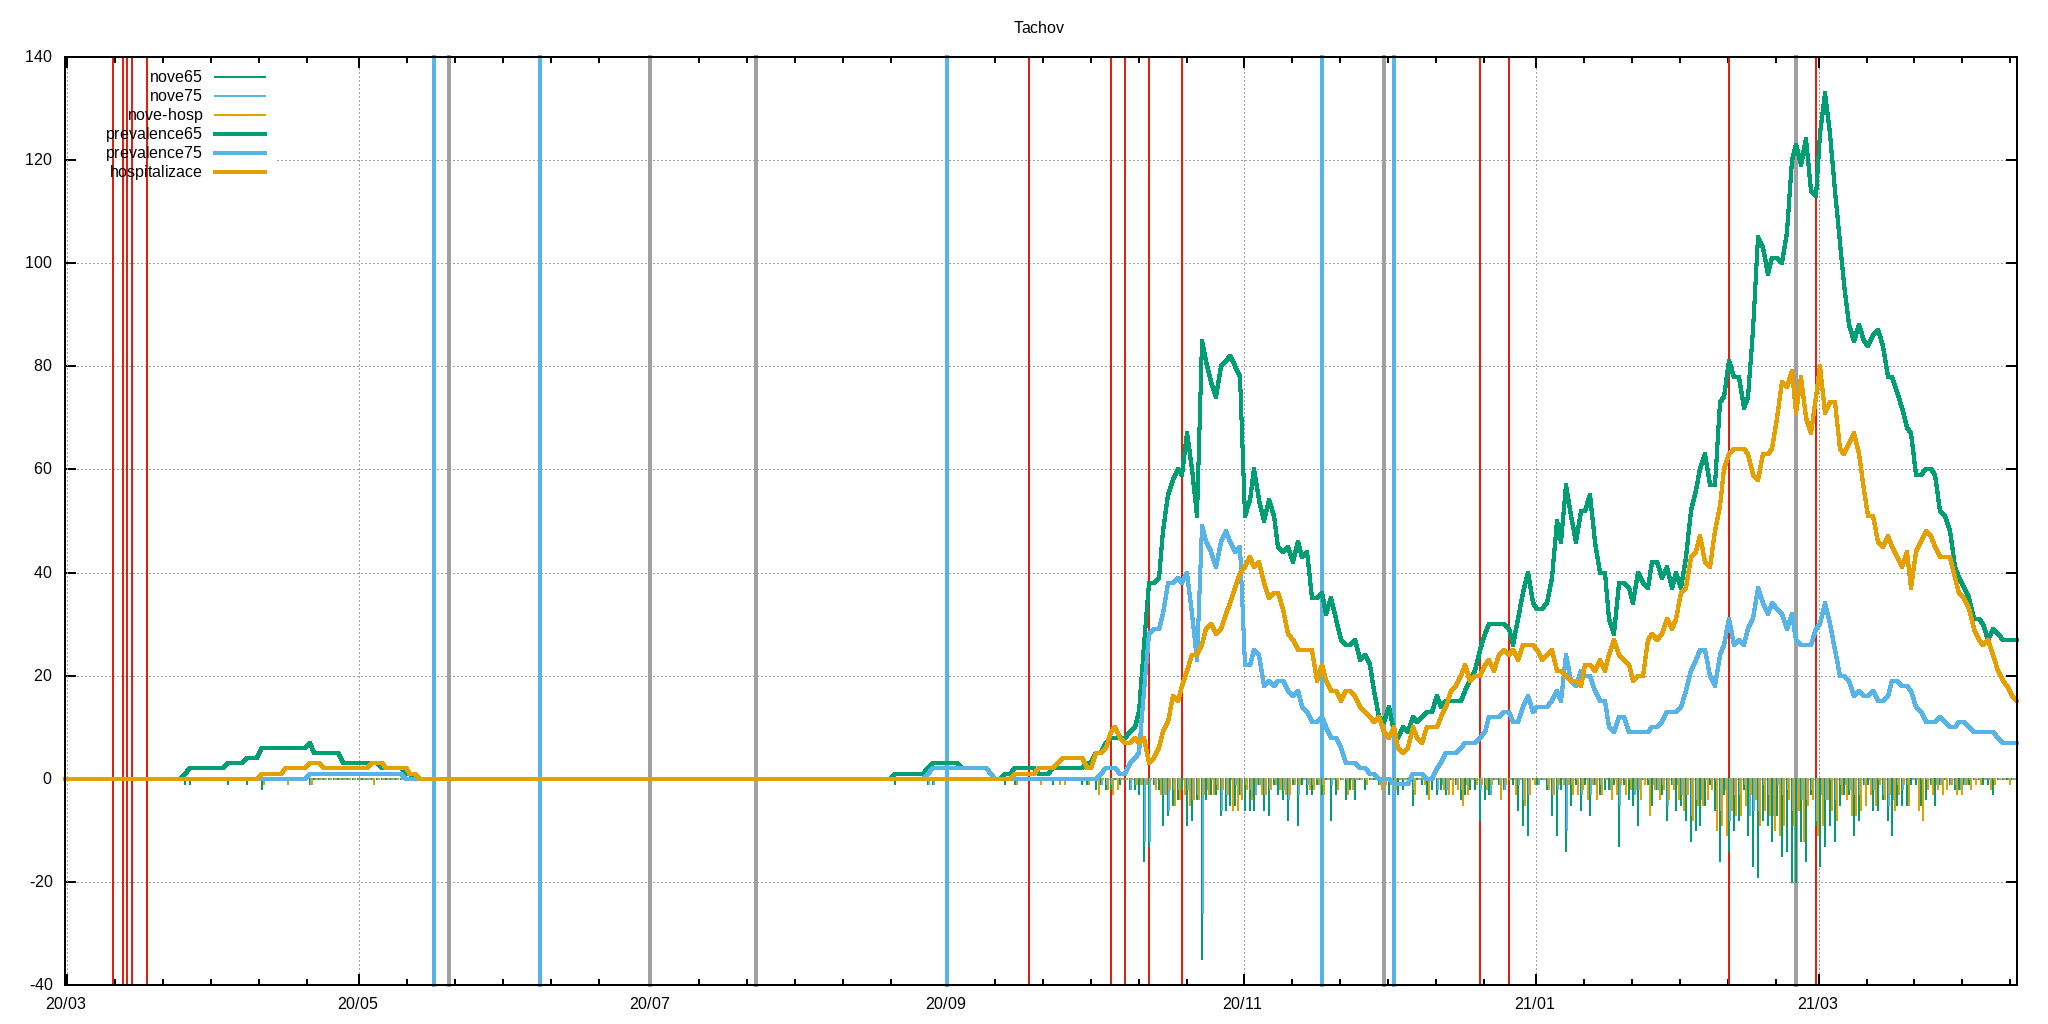 Tachov
140
120
100
80
60
40
20
0
-20
-40
nove65
nove75
nove-hosp
prevalence65
prevalence75
hospitalizace
20/03 20/05 20/07 20/09 20/11 21/01 21/03